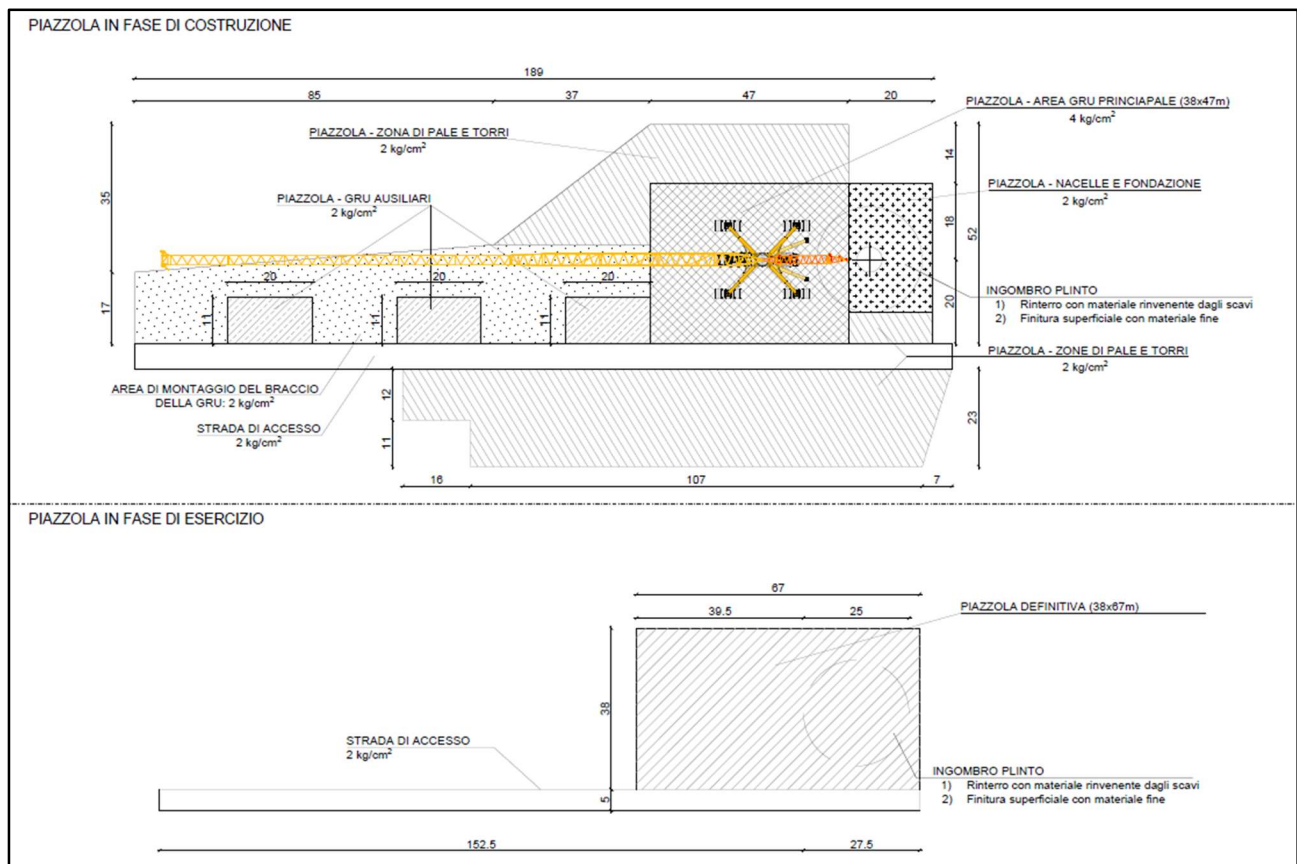 PIAZZOLA IN FASE DI COSTRUZIONE
189
85
37
47
20
PIAZZOLA - AREA GRU PRINCIAPALE (38x47m)
4 kg/cm²
PIAZZOLA - ZONA DI PALE E TORRI
2 kg/cm²
14
35
PIAZZOLA - GRU AUSILIARI
2 kg/cm²
PIAZZOLA - NACELLE E FONDAZIONE
2 kg/cm²
18
52
20
20
20
INGOMBRO PLINTO
1) Rinterro con materiale rinvenente dagli scavi
2) Finitura superficiale con materiale fine
17
11
11
11
20
PIAZZOLA - ZONE DI PALE E TORRI
2 kg/cm²
AREA DI MONTAGGIO DEL BRACCIO
DELLA GRU: 2 kg/cm²
12
STRADA DI ACCESSO
2 kg/cm²
11
23
16
107
7
PIAZZOLA IN FASE DI ESERCIZIO
67
39.5
25
PIAZZOLA DEFINITIVA (38x67m)
38
STRADA DI ACCESSO
2 kg/cm²
INGOMBRO PLINTO
1) Rinterro con materiale rinvenente dagli scavi
2) Finitura superficiale con materiale fine
5
152.5
27.5